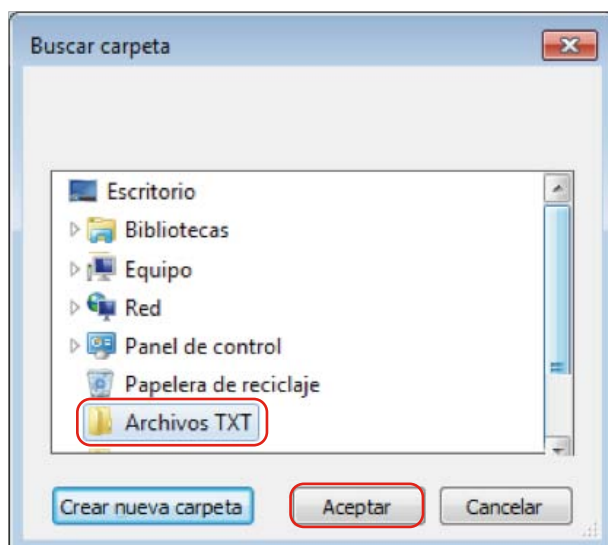 Buscar carpeta
Escritorio
Bibliotecas
Equipo
Red
Panel de control
Papelera de reciclaje
Archivos TXT
Crear nueva carpeta Aceptar Cancelar